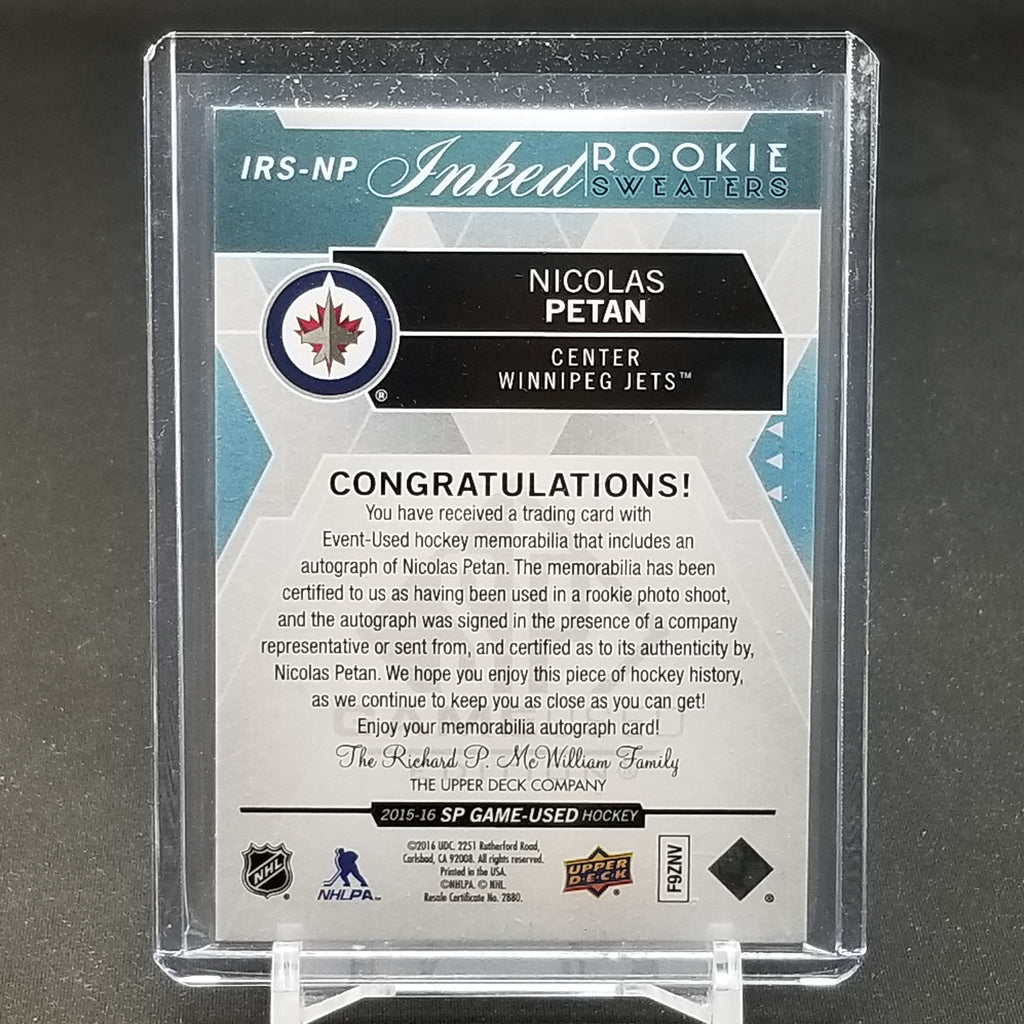 IRS-NP Inked ROOKIE SWEATERS
NICOLAS
PETAN
CENTER
WINNIPEG JETS™
®
CONGRATULATIONS!
You have received a trading card with
Event-Used hockey memorabilia that includes an
autograph of Nicolas Petan. The memorabilia has been
certified to us as having been used in a rookie photo shoot,
and the autograph was signed in the presence of a company
representative or sent from, and certified as to its authenticity by,
Nicolas Petan. We hope you enjoy this piece of hockey history,
as we continue to keep you as close as you can get!
Enjoy your memorabilia autograph card!
The Richard P. McWilliam Family
THE UPPER DECK COMPANY
2015-16 SP GAME-USED HOCKEY
©2016 UDC. 2251 Rutherford Road,
Carlsbad, CA 92008. All rights reserved.
Printed in the USA.
©NHLPA. © NHL.
Resale Certificate No. 2880.
NHL
NHLPA
UPPER DECK
F9ZNV